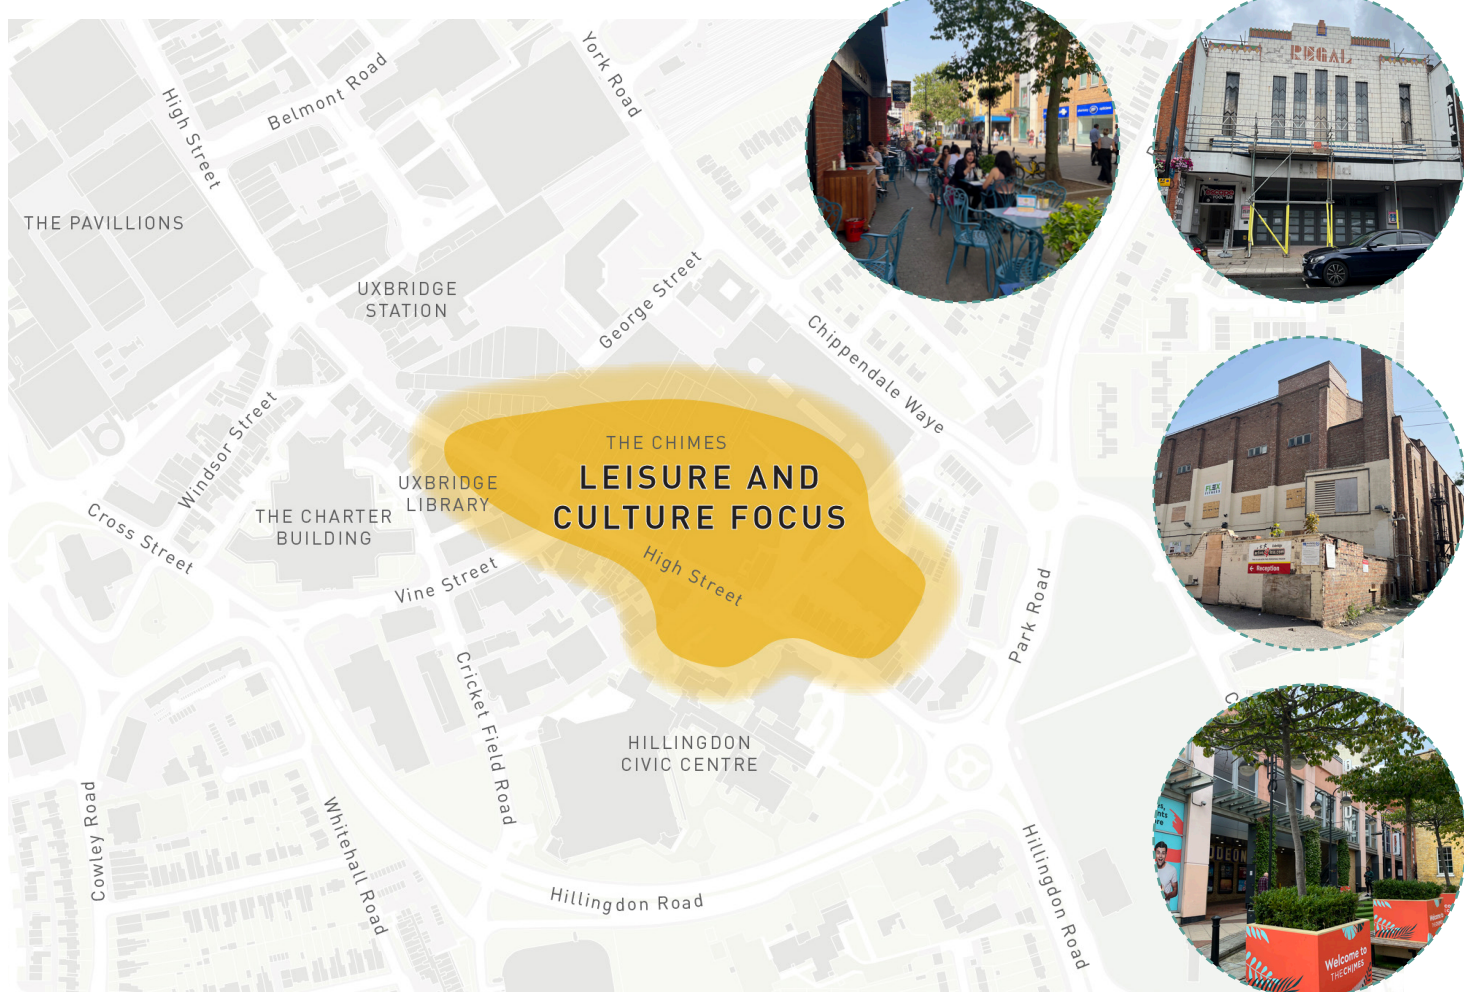 High Street
Belmont Road
York Road
THE PAVILLIONS
UXBRIDGE
STATION
George Street
Chippendale Waye
Windsor Street
Cross Street
THE CHARTER
BUILDING
UXBRIDGE
LIBRARY
THE CHIMES
LEISURE AND
CULTURE FOCUS
High Street
Vine Street
Park Road
Cricket Field Road
HILLINGDON
CIVIC CENTRE
Cowley Road
Whitehall Road
Hillingdon Road
Hillingdon Road
REGAL
FLEX
Reception
ODEON
Welcome to
THE CHIMES